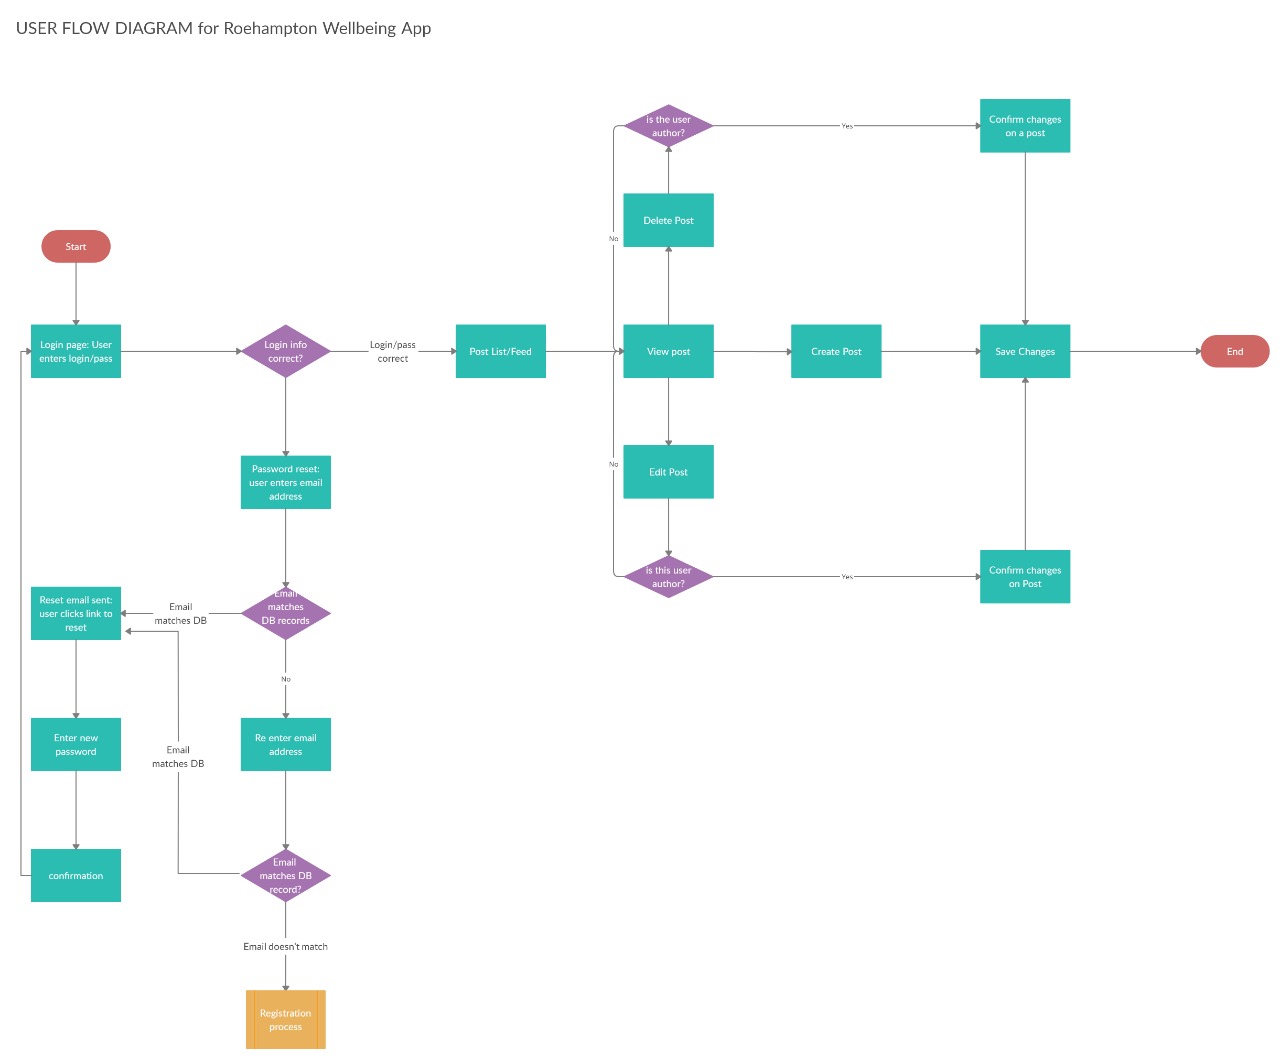 USER FLOW DIAGRAM for Roehampton Wellbeing App
is the user
author?
Yes
Confirm changes
on a post
Delete Post
No
Start
Login page: User
enters login/pass
Login info
correct?
Login/pass
correct
Post List/Feed
View post
Create Post
Save Changes
End
No
Edit Post
Password reset:
user enters email
address
is this user
author?
Yes
Confirm changes
on Post
Reset email sent:
user clicks link to
reset
Email
matches DB
Email
matches
DB records
No
Enter new
password
Email
matches DB
Re enter email
address
confirmation
Email
matches DB
record?
Email doesn't match
Registration
process